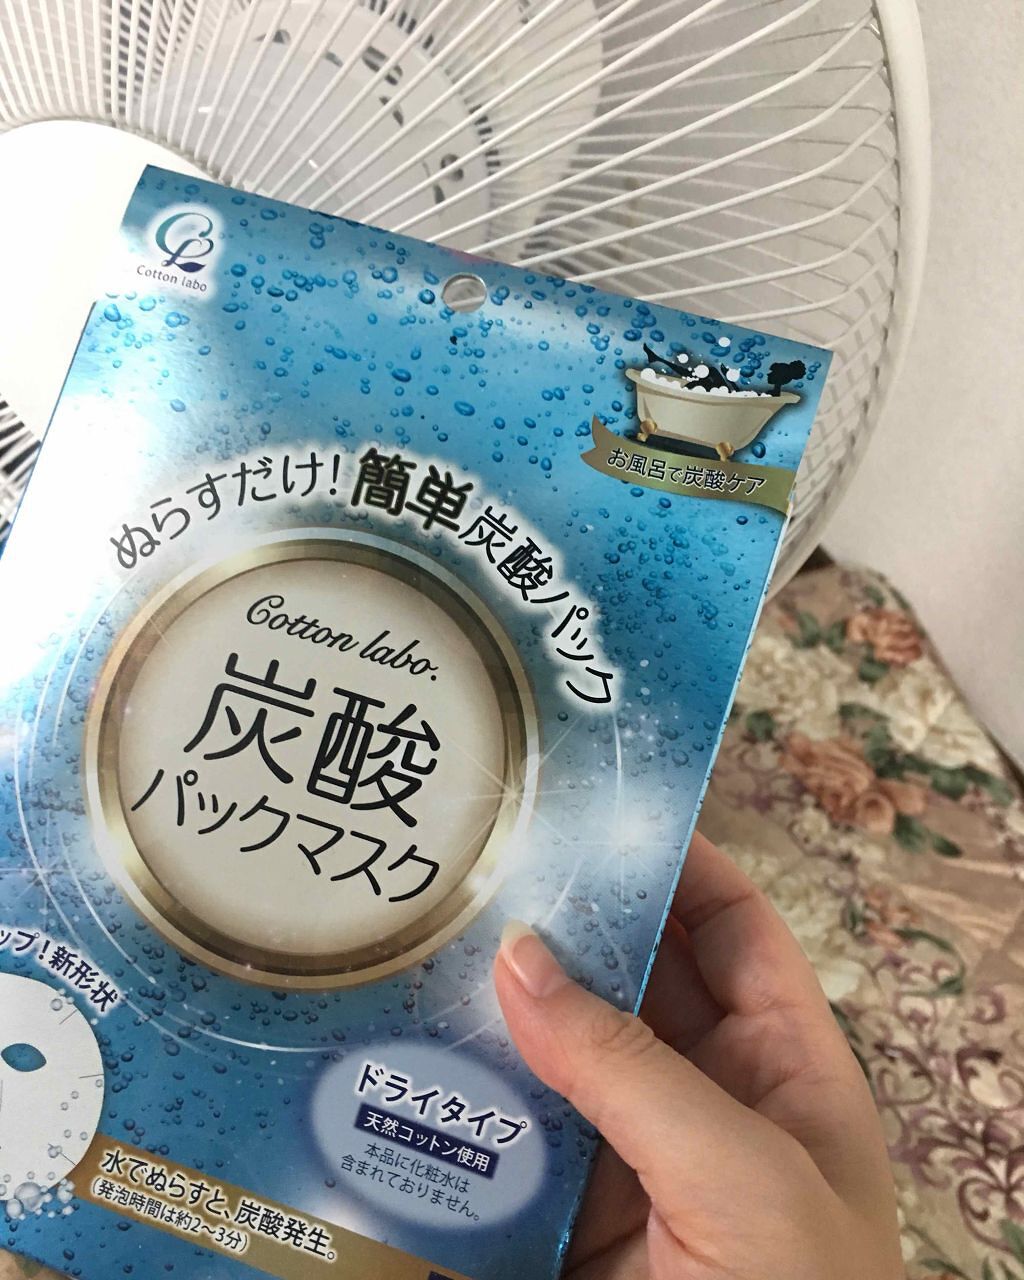 Cotton labo
お風呂で炭酸ケア
ぬらすだけ!簡単炭酸パック
Cotton labo.
炭酸
パックマスク
ップ!新形状
ドライタイプ
天然コットン使用
本品に化粧水は
含まれておりません。
水でぬらすと、炭酸発生。
(発泡時間は約2~3分)